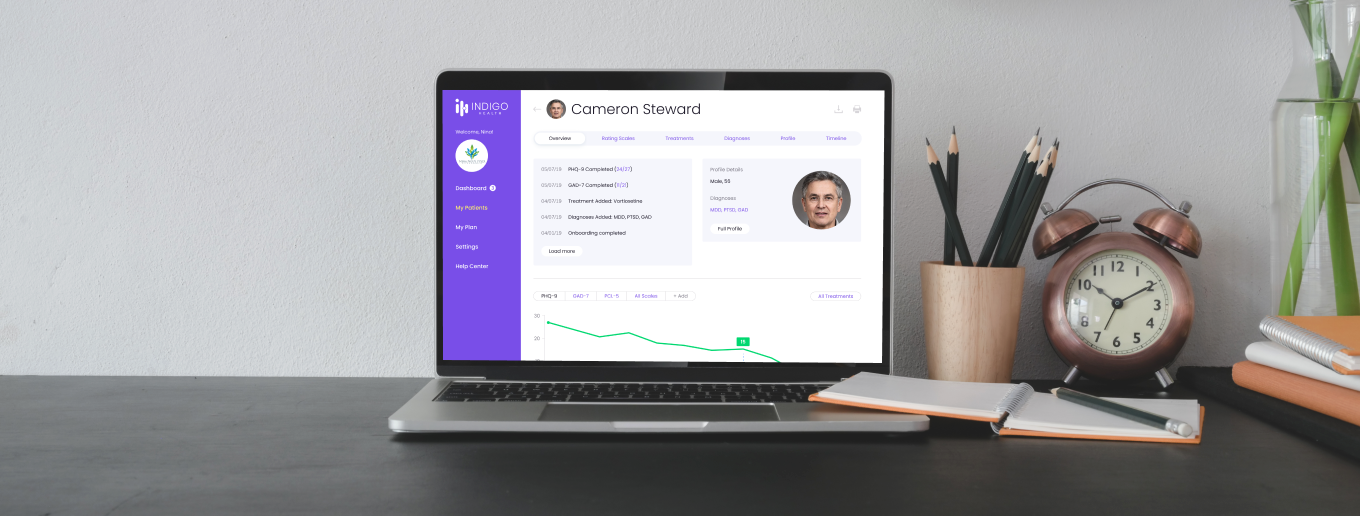 INDIGO
HEALTH
Welcome, Nina!
Dashboard 3
My Patients
My Plan
Settings
Help Center
Cameron Steward
Overview Rating Scales Treatments Diagnoses Profile Timeline
05/07/19 PHQ-9 Completed (24/27)
05/07/19 GAD-7 Completed (11/21)
04/07/19 Treatment Added: Vortioxetine
04/07/19 Diagnoses Added: MDD, PTSD, GAD
04/02/19 Onboarding completed
Load more
Profile Details
Male, 56
Diagnoses
MDD, PTSD, GAD
Full Profile
PHQ-9 GAD-7 PCL-5 All Scales + Add
All Treatments
30
20
15
12
1
2
3
4
5
6
7
8
9
10
11